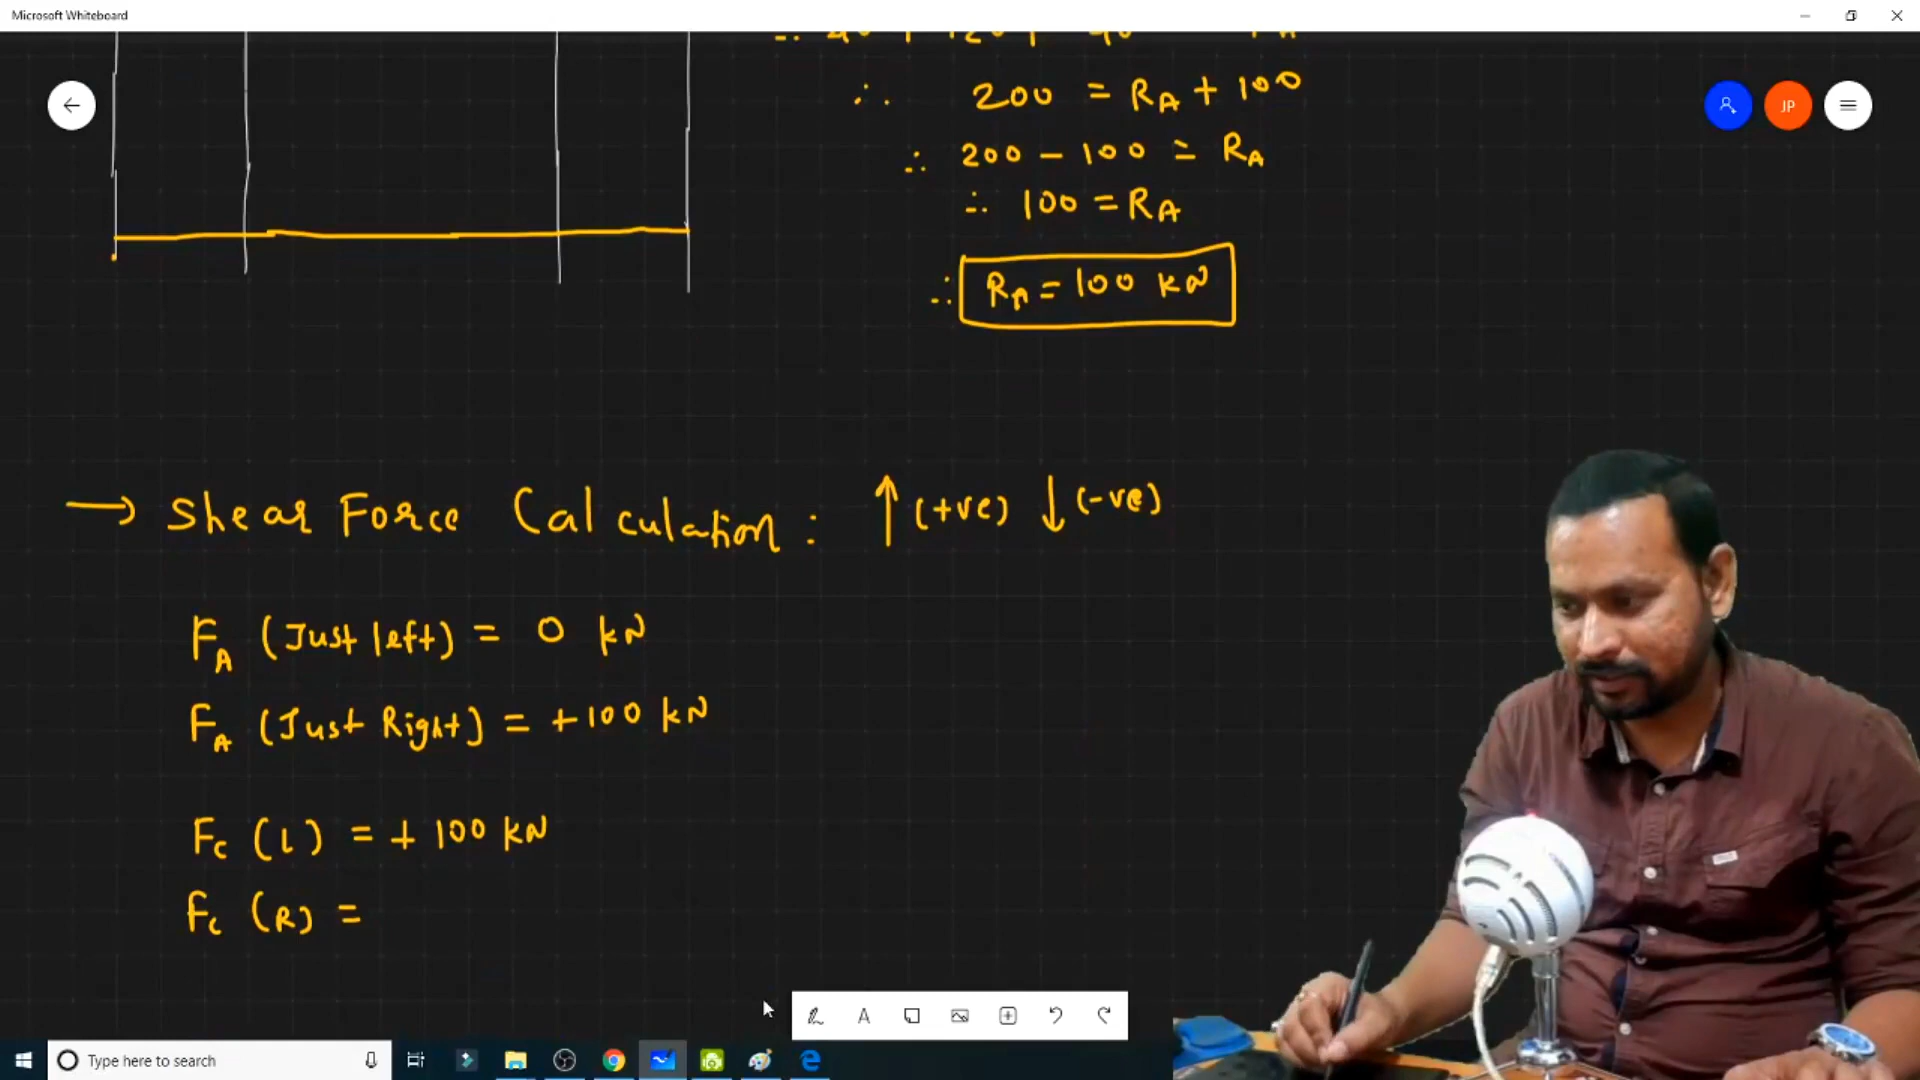 Microsoft Whiteboard
∴ 200 = RA + 100
JP
∴ 200 - 100 = RA
∴ 100 = RA
∴ RA = 100 kN
→ Shear Force Calculation : ↑ (+ve) ↓ (-ve)
FA (Just left) = 0 kN
FA (Just Right) = +100 kN
Fc (L) = + 100 kN
Fc (R) =
A
Type here to search